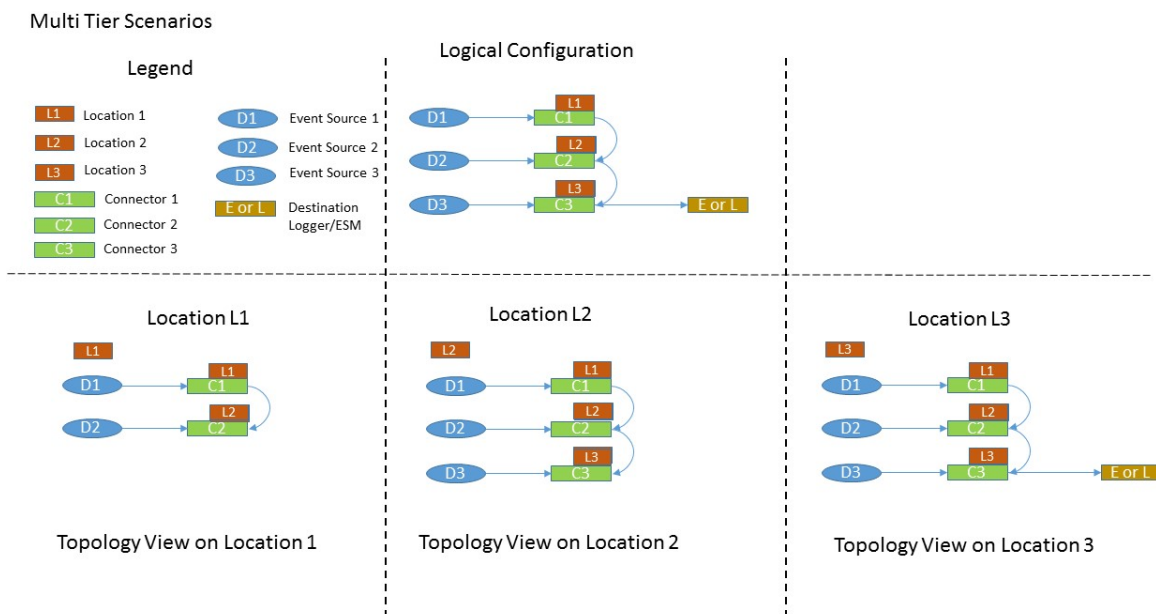 Multi Tier Scenarios
Legend
L1 Location 1
L2 Location 2
L3 Location 3
C1 Connector 1
C2 Connector 2
C3 Connector 3
D1 Event Source 1
D2 Event Source 2
D3 Event Source 3
E or L Destination
Logger/ESM
Logical Configuration
L1
D1 C1
L2
D2 C2
L3
D3 C3 E or L
Location L1
L1
L1
D1 C1
L2
D2 C2
Topology View on Location 1
Location L2
L2
L1
D1 C1
L2
D2 C2
L3
D3 C3
Topology View on Location 2
Location L3
L3
L1
D1 C1
L2
D2 C2
L3
D3 C3 E or L
Topology View on Location 3